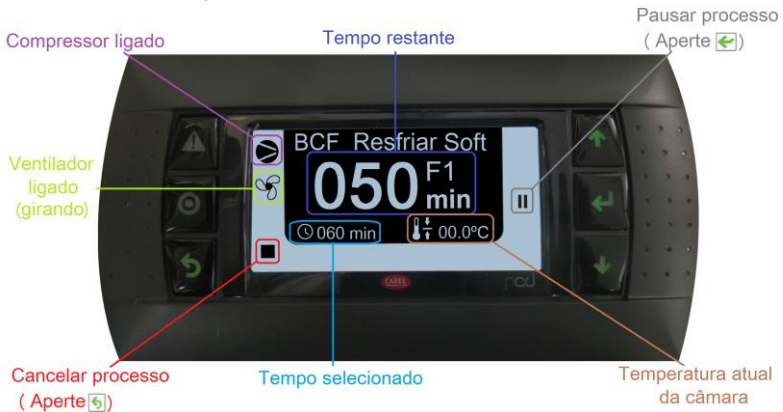 Pausar processo
( Aperte )
Compressor ligado
Tempo restante
BCF Resfriar Soft
050 F1
min
Ventilador
ligado
(girando)
060 min
00.0ºC
CAREL
pGD
Cancelar processo
( Aperte )
Tempo selecionado
Temperatura atual
da câmara